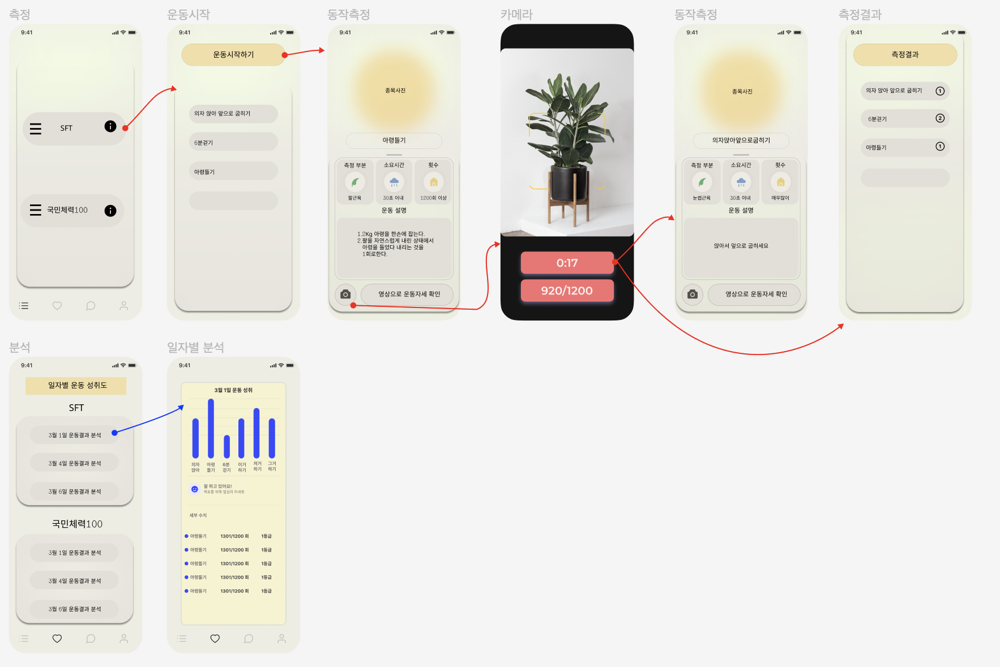 측정
9:41
SFT
국민체력100
운동시작
9:41
운동시작하기
의자 앉아 앞으로 굽히기
6분걷기
아령들기
동작측정
9:41
종목사진
아령들기
측정 부분
소요시간
횟수
팔근육
30초 이내
1200회 이상
운동 설명
1.2Kg 아령을 한손에 잡는다.
2.팔을 자연스럽게 내린 상태에서
아령을 들었다 내리는 것을
1회로한다.
영상으로 운동자세 확인
카메라
0:17
920/1200
동작측정
9:41
종목사진
의자앉아앞으로굽히기
측정 부분
소요시간
횟수
눈썹근육
30초 이내
매우많이
운동 설명
앉아서 앞으로 굽히세요
영상으로 운동자세 확인
측정결과
9:41
측정결과
의자 앉아 앞으로 굽히기 1
6분걷기 2
아령들기 1
분석
9:41
일자별 운동 성취도
SFT
3월 1일 운동결과 분석
3월 4일 운동결과 분석
3월 6일 운동결과 분석
국민체력100
3월 1일 운동결과 분석
3월 4일 운동결과 분석
3월 6일 운동결과 분석
일자별 분석
9:41
3월 1일 운동 성취
의자
앉아
아령
들기
6분
걷기
이거
하기
저거
하기
그거
하기
잘 하고 있어요!
목표를 위해 열심히 하세용
세부 수치
아령들기 1301/1200 회 1등급
아령들기 1301/1200 회 1등급
아령들기 1301/1200 회 1등급
아령들기 1301/1200 회 1등급
아령들기 1301/1200 회 1등급